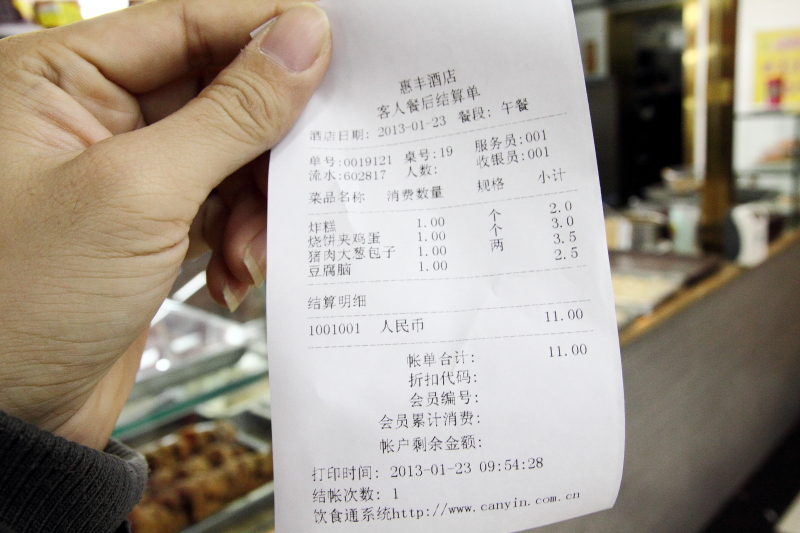 惠丰酒店
客人餐后结算单
酒店日期: 2013-01-23 餐段: 午餐
单号:0019121 桌号:19 服务员:001
流水:602817 人数: 收银员:001
菜品名称 消费数量 规格 小计
炸糕 1.00 个 2.0
烧饼夹鸡蛋 1.00 个 3.0
猪肉大葱包子 1.00 两 3.5
豆腐脑 1.00 2.5
结算明细
1001001 人民币 11.00
帐单合计: 11.00
折扣代码:
会员编号:
会员累计消费:
帐户剩余金额:
打印时间: 2013-01-23 09:54:28
结帐次数: 1
饮食通系统http://www.canyin.com.cn